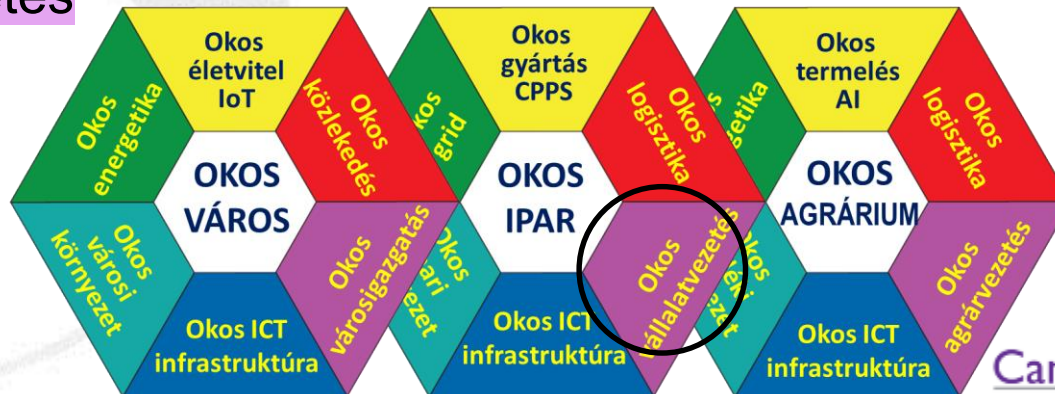 Okos
életvitel
IoT
Okos
közlekedés
Okos
városigazgatás
Okos ICT
infrastruktúra
Okos
városi
környezet
Okos
energetika
OKOS
VÁROS
Okos
gyártás
CPPS
Okos
logisztika
Okos
vállalatvezetés
Okos ICT
infrastruktúra
grid
OKOS
IPAR
Okos
termelés
AI
Okos
logisztika
Okos
agrárvezetés
Okos ICT
infrastruktúra
Okos
OKOS
AGRÁRIUM